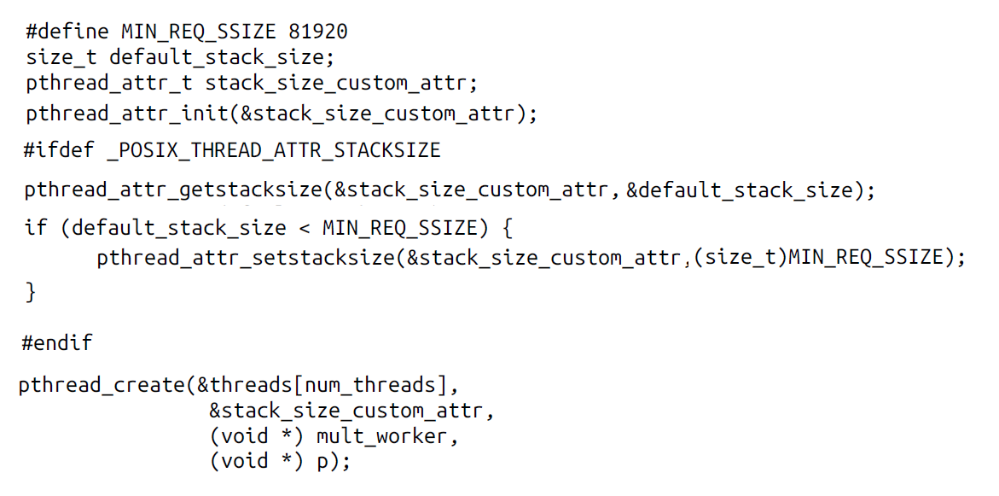 #define MIN_REQ_SSIZE 81920
size_t default_stack_size;
pthread_attr_t stack_size_custom_attr;
pthread_attr_init(&stack_size_custom_attr);
#ifdef _POSIX_THREAD_ATTR_STACKSIZE
pthread_attr_getstacksize(&stack_size_custom_attr, &default_stack_size);
if (default_stack_size < MIN_REQ_SSIZE) {
pthread_attr_setstacksize(&stack_size_custom_attr,(size_t)MIN_REQ_SSIZE);
}
#endif
pthread_create(&threads[num_threads],
&stack_size_custom_attr,
(void *) mult_worker,
(void *) p);